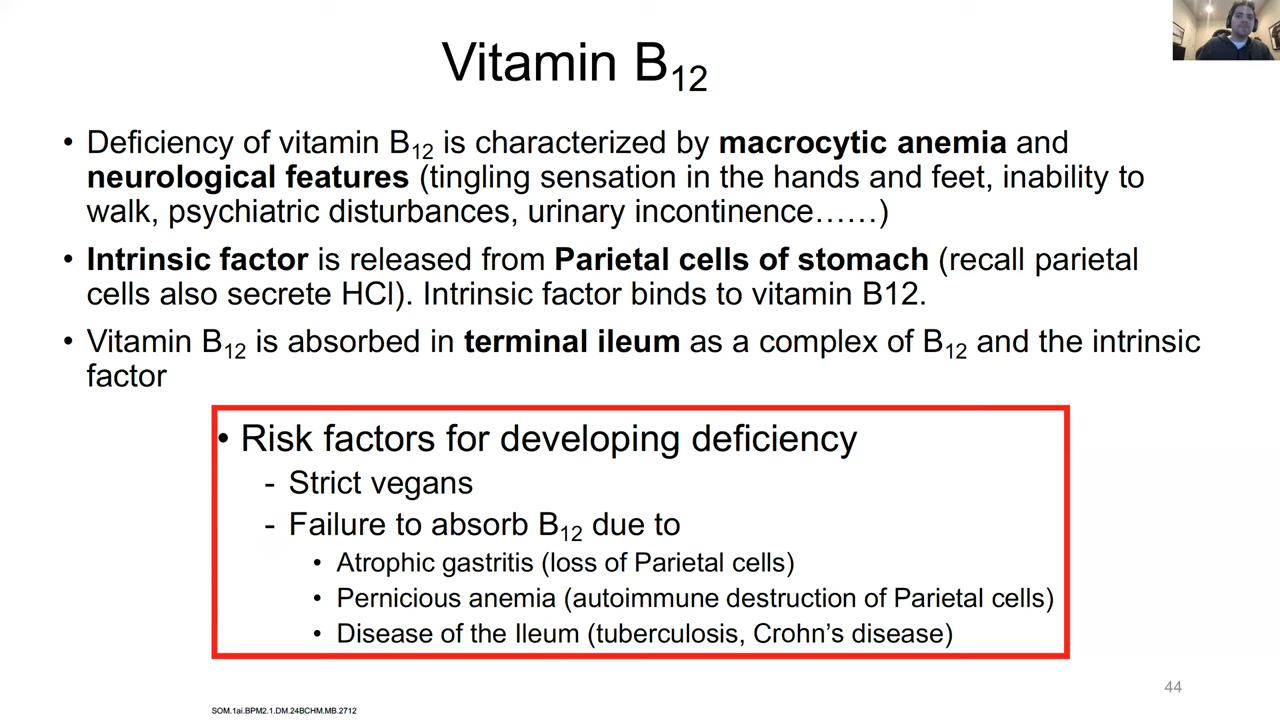 Vitamin B12
• Deficiency of vitamin B12 is characterized by macrocytic anemia and
neurological features (tingling sensation in the hands and feet, inability to
walk, psychiatric disturbances, urinary incontinence……)
• Intrinsic factor is released from Parietal cells of stomach (recall parietal
cells also secrete HCl). Intrinsic factor binds to vitamin B12.
• Vitamin B12 is absorbed in terminal ileum as a complex of B12 and the intrinsic
factor
• Risk factors for developing deficiency
- Strict vegans
- Failure to absorb B12 due to
• Atrophic gastritis (loss of Parietal cells)
• Pernicious anemia (autoimmune destruction of Parietal cells)
• Disease of the Ileum (tuberculosis, Crohn’s disease)
44
SOM.1ai.BPM2.1.DM.24BCHM.MB.2712